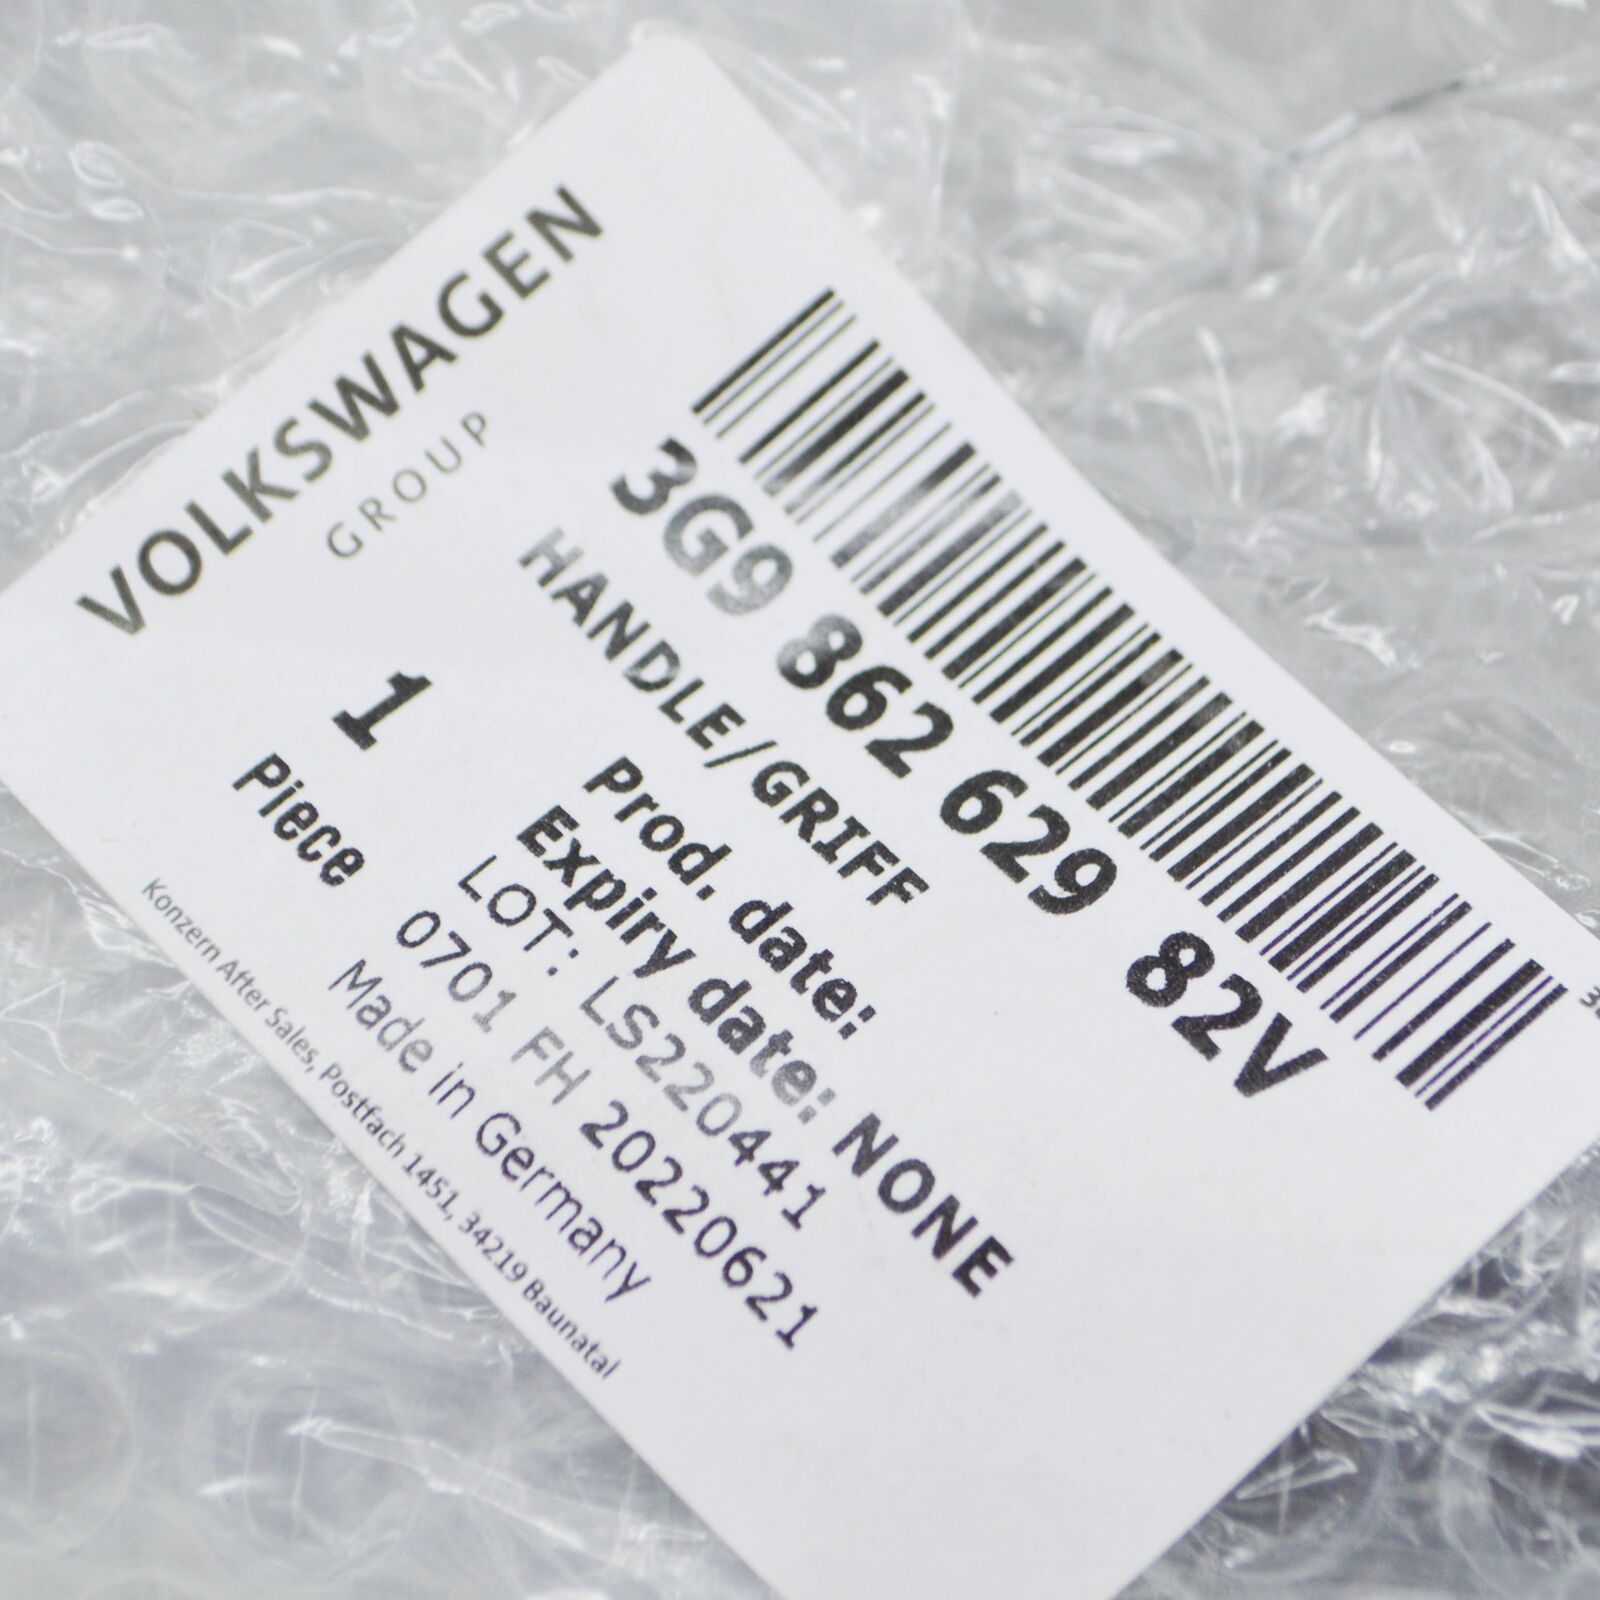 VOLKSWAGEN
GROUP
3G9 862 629 82V
HANDLE/GRIFF
1
Piece
Prod. date:
Expiry date: NONE
LOT: LS220441
0701 FH 20220621
Made in Germany
Konzern After Sales, Postfach 1451, 34219 Baunatal